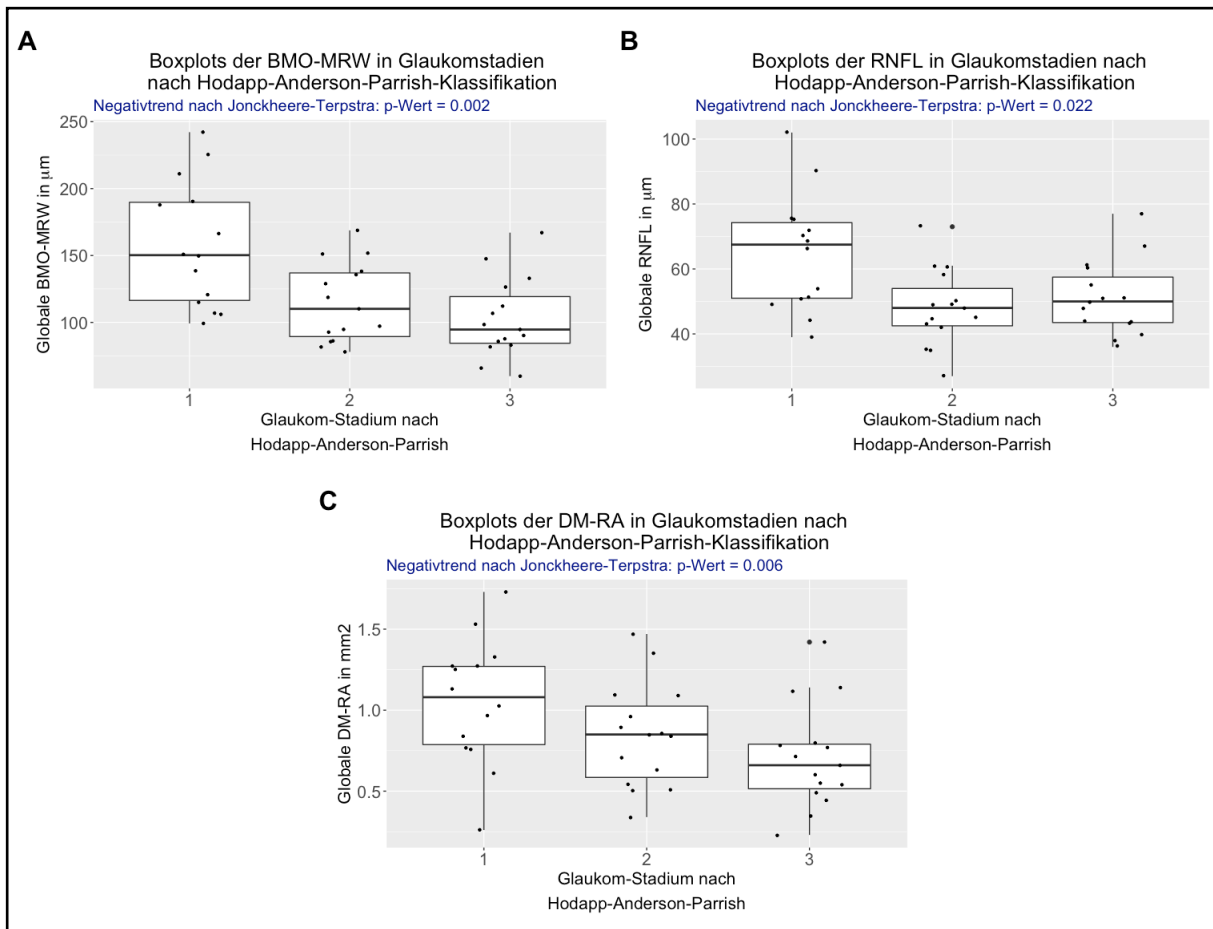 A
Boxplots der BMO-MRW in Glaukomstadien
nach Hodapp-Anderson-Parrish-Klassifikation
Negativtrend nach Jonckheere-Terpstra: p-Wert = 0.002
Globale BMO-MRW in μm
250
200
150
100
1
2
3
Glaukom-Stadium nach
Hodapp-Anderson-Parrish
B
Boxplots der RNFL in Glaukomstadien nach
Hodapp-Anderson-Parrish-Klassifikation
Negativtrend nach Jonckheere-Terpstra: p-Wert = 0.022
Globale RNFL in μm
100
80
60
40
1
2
3
Glaukom-Stadium nach
Hodapp-Anderson-Parrish
C
Boxplots der DM-RA in Glaukomstadien nach
Hodapp-Anderson-Parrish-Klassifikation
Negativtrend nach Jonckheere-Terpstra: p-Wert = 0.006
Globale DM-RA in mm2
1.5
1.0
0.5
1
2
3
Glaukom-Stadium nach
Hodapp-Anderson-Parrish